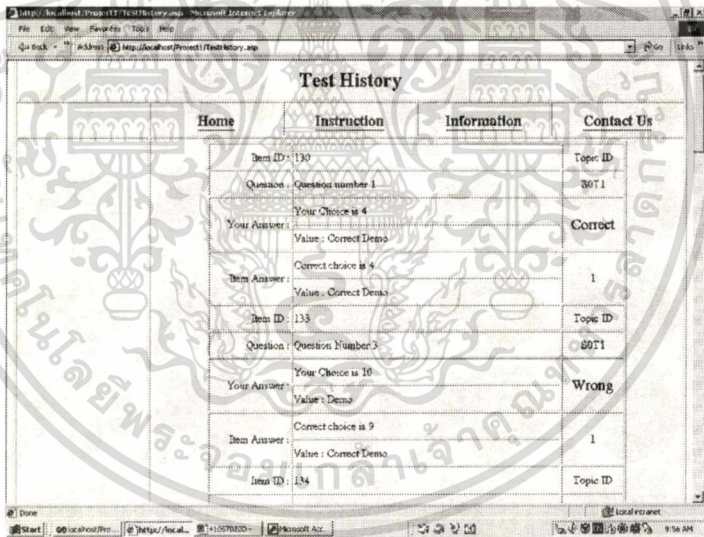 http://localhost/Project1/TestHistory.asp - Microsoft Internet Explorer
File Edit View Favorites Tools Help
Back Address http://localhost/Project1/TestHistory.asp Go Links
Test History
Home Instruction Information Contact Us
Item ID : 130 Topic ID
Question : Question number 1 S0T1
Your Answer : Your Choice is 4 Correct
Value : Correct Demo
Item Answer : Correct choice is 4 1
Value : Correct Demo
Item ID : 133 Topic ID
Question : Question Number 3 S0T1
Your Answer : Your Choice is 10 Wrong
Value : Demo
Item Answer : Correct choice is 9 1
Value : Correct Demo
Item ID : 134 Topic ID
Done Local intranet
Start Microsoft Acc... 9:56 AM